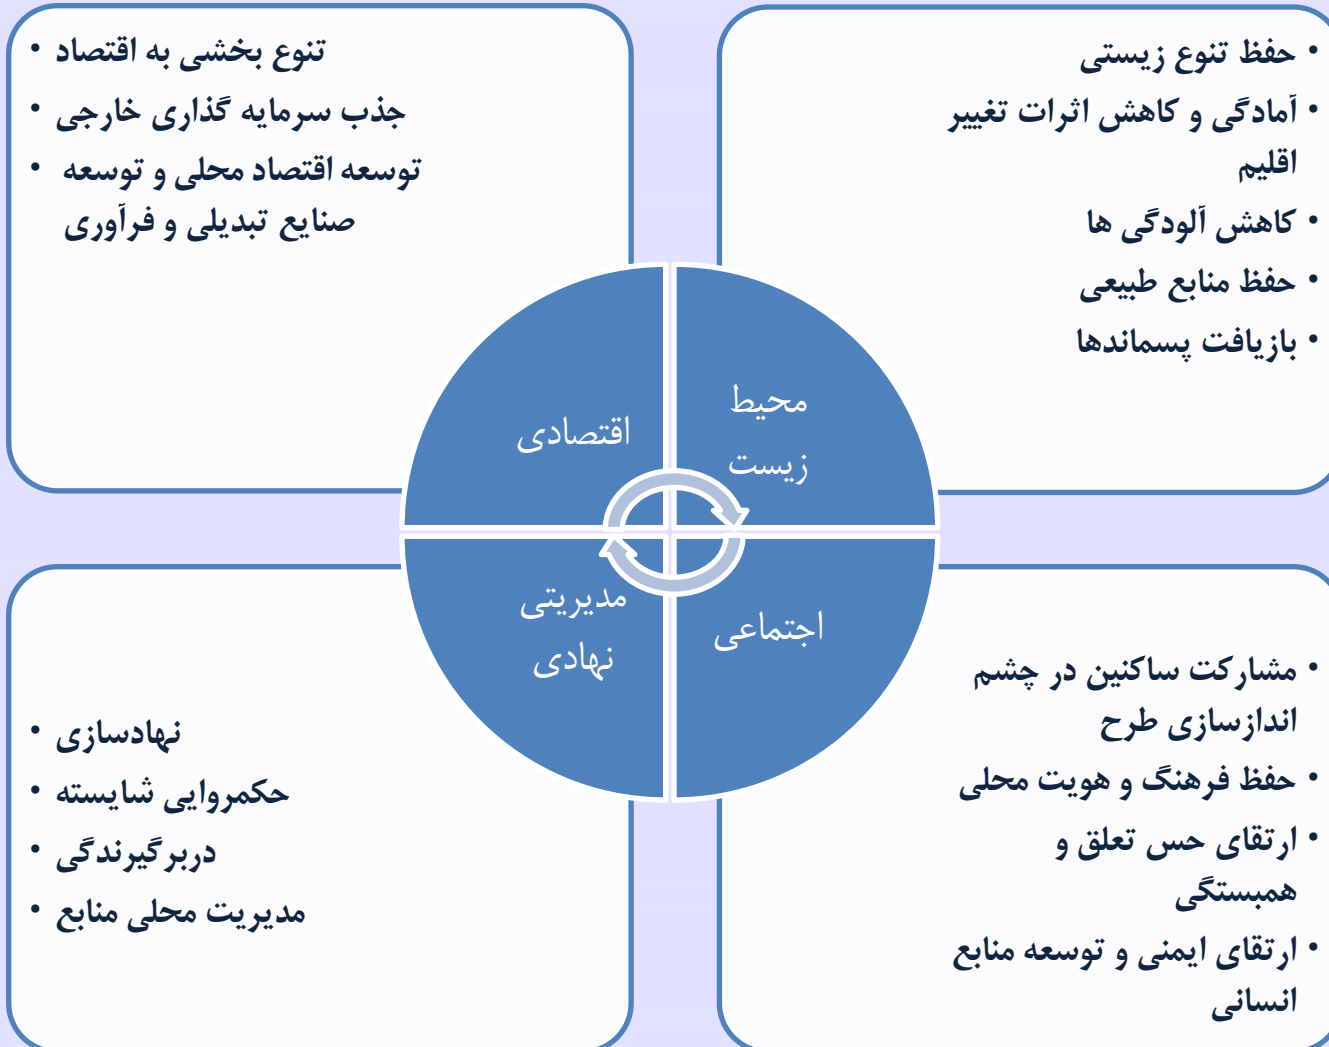 • حفظ تنوع زیستی
• آمادگی و کاهش اثرات تغییر
اقلیم
• کاهش آلودگی ها
• حفظ منابع طبیعی
• بازیافت پسماندها
• تنوع بخشی به اقتصاد
• جذب سرمایه گذاری خارجی
• توسعه اقتصاد محلی و توسعه
صنایع تبدیلی و فرآوری
محیط
زیست
اقتصادی
اجتماعی
مدیریتی
نهادی
• مشارکت ساکنین در چشم
اندازسازی طرح
• حفظ فرهنگ و هویت محلی
• ارتقای حس تعلق و
همبستگی
• ارتقای ایمنی و توسعه منابع
انسانی
• نهادسازی
• حکمروایی شایسته
• دربرگیرندگی
• مدیریت محلی منابع